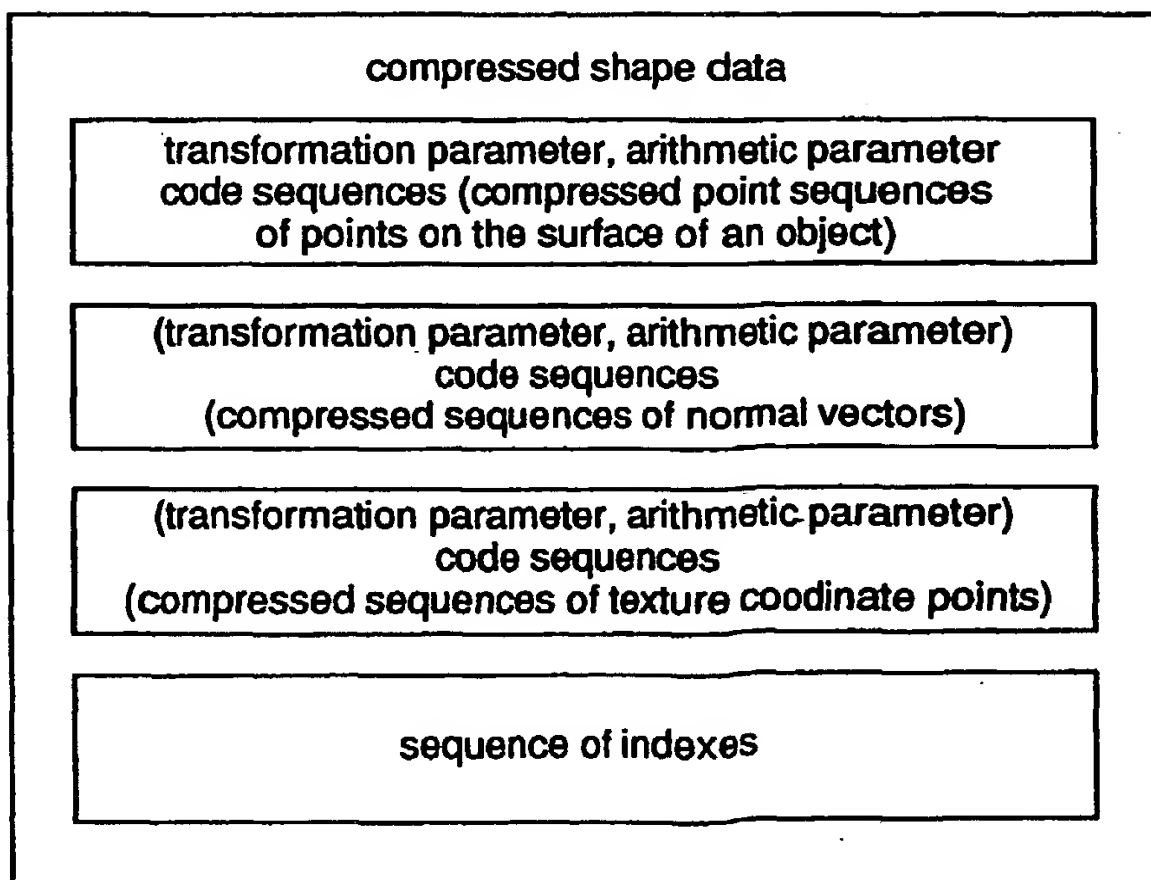 compressed shape data
transformation parameter, arithmetic parameter
code sequences (compressed point sequences
of points on the surface of an object)
(transformation parameter, arithmetic parameter)
code sequences
(compressed sequences of normal vectors)
(transformation parameter, arithmetic parameter)
code sequences
(compressed sequences of texture coodinate points)
sequence of indexes